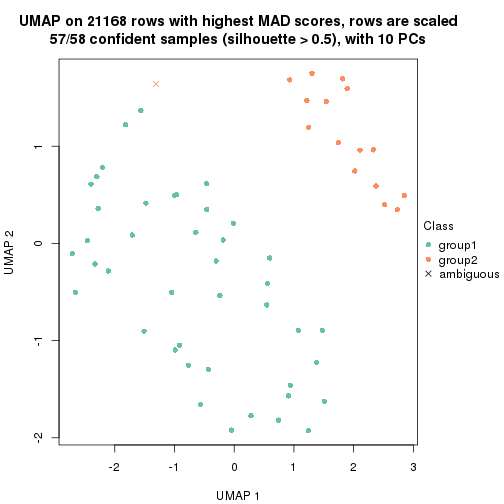 UMAP on 21168 rows with highest MAD scores, rows are scaled
57/58 confident samples (silhouette > 0.5), with 10 PCs
UMAP 2
1
0
-1
-2
-2
-1
0
1
2
3
UMAP 1
Class
group1
group2
ambiguous